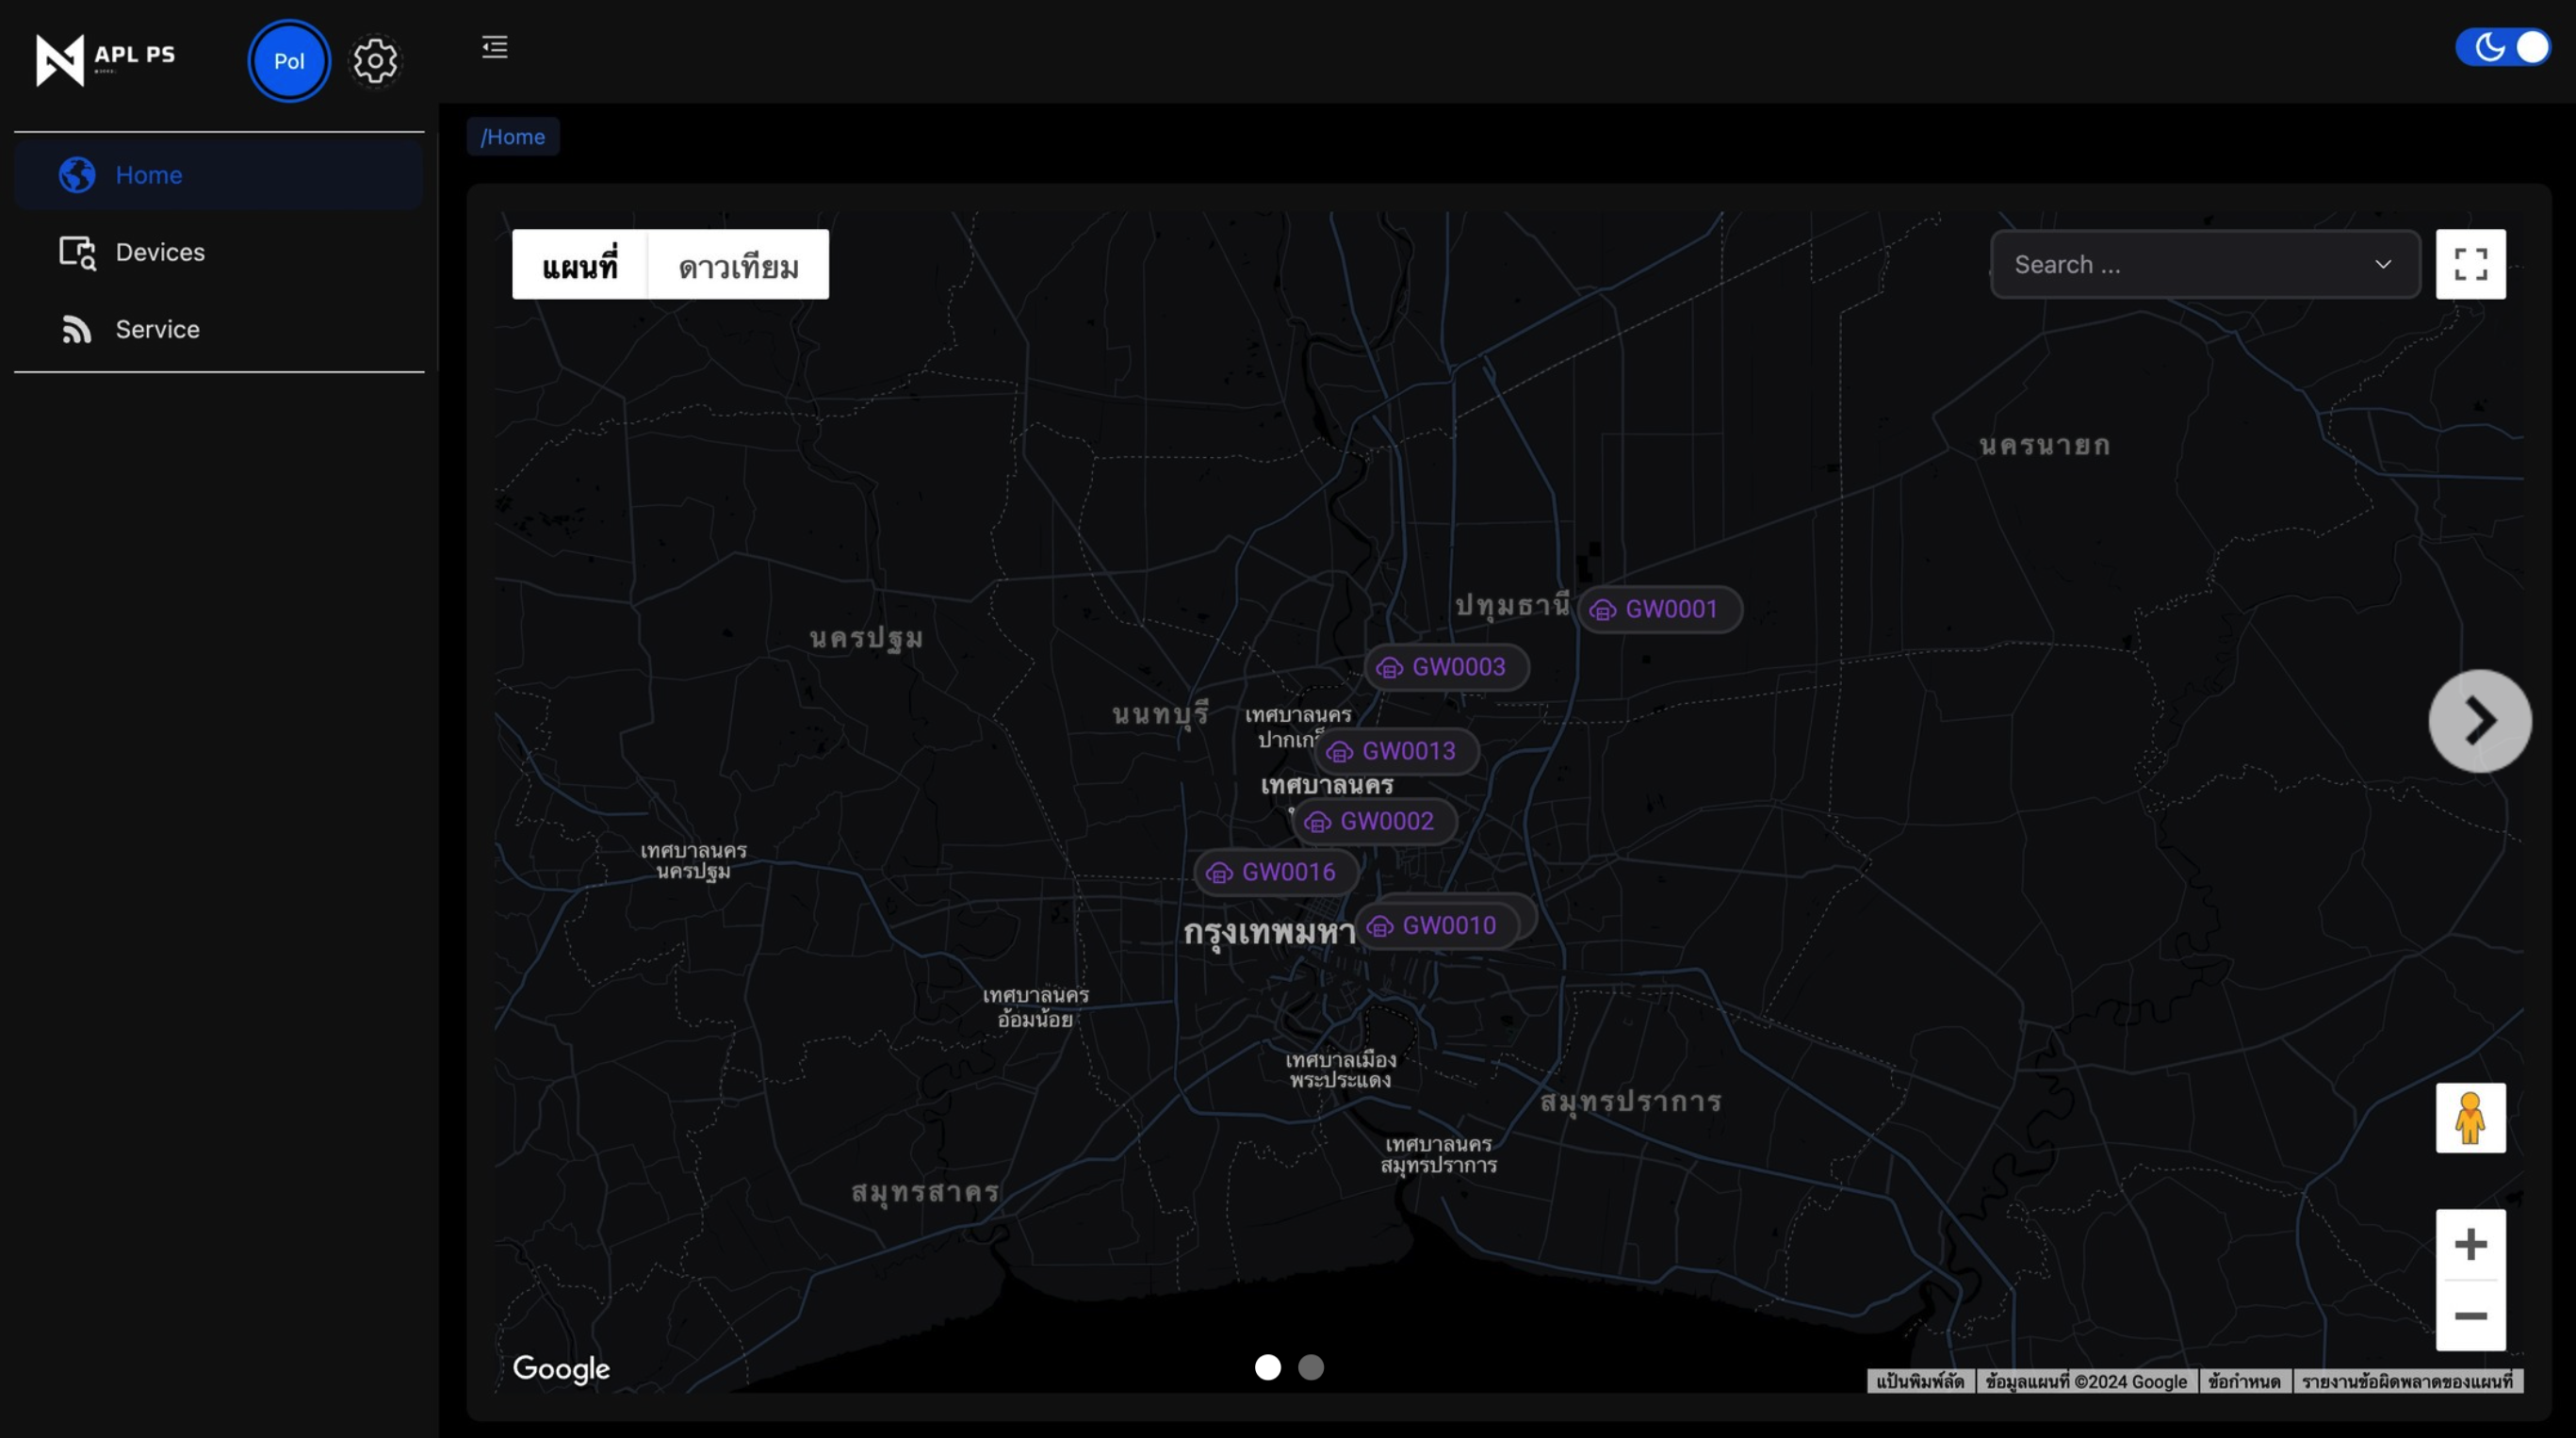 APL PS
Pol
Home
Devices
Service
/Home
แผนที่
ดาวเทียม
Search ...
นครนายก
ปทุมธานี
GW0001
นครปฐม
GW0003
นนทบุรี
เทศบาลนคร
GW0013
เทศบาลนคร
GW0002
เทศบาลนคร
นครปฐม
GW0016
กรุงเทพมหา
GW0010
เทศบาลนคร
อ้อมน้อย
เทศบาลเมือง
พระประแดง
สมุทรปราการ
เทศบาลนคร
สมุทรปราการ
สมุทรสาคร
Google
แป้นพิมพ์ลัด
ข้อมูลแผนที่ ©2024 Google
ข้อกำหนด
รายงานข้อผิดพลาดของแผนที่